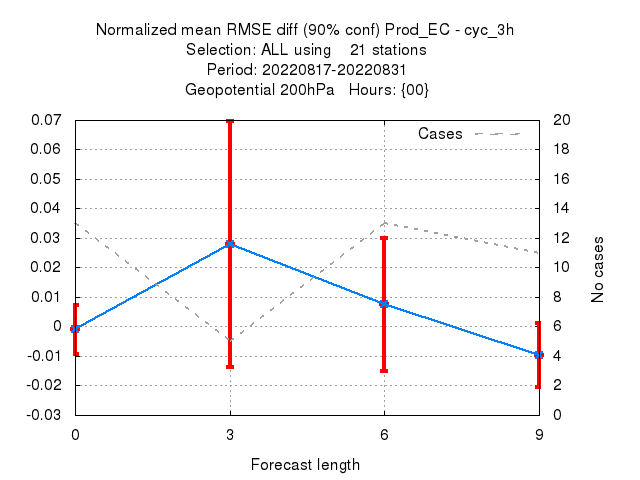 Normalized mean RMSE diff (90% conf) Prod_EC - cyc_3h
Selection: ALL using    21 stations
Period: 20220817-20220831
Geopotential 200hPa   Hours: {00}
0.07
0.06
0.05
0.04
0.03
0.02
0.01
0
-0.01
-0.02
-0.03
Cases
20
18
16
14
12
10
8
6
4
2
0
No cases
0 3 6 9
Forecast length